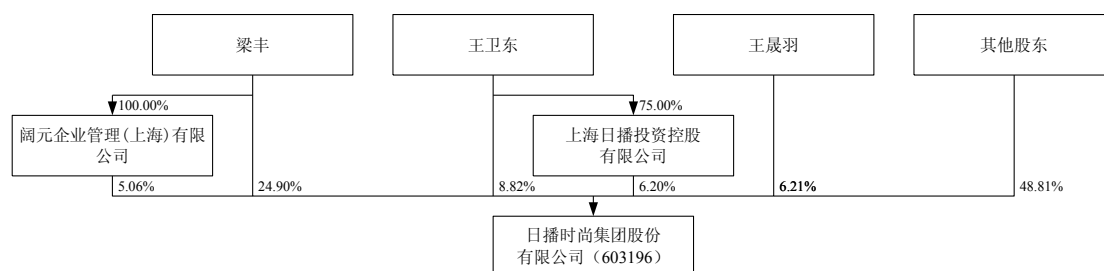 梁丰
王卫东
王晟羽
其他股东
100.00%
75.00%
阔元企业管理(上海)有限
公司
上海日播投资控股
有限公司
5.06%
24.90%
8.82%
6.20%
6.21%
48.81%
日播时尚集团股份
有限公司（603196）